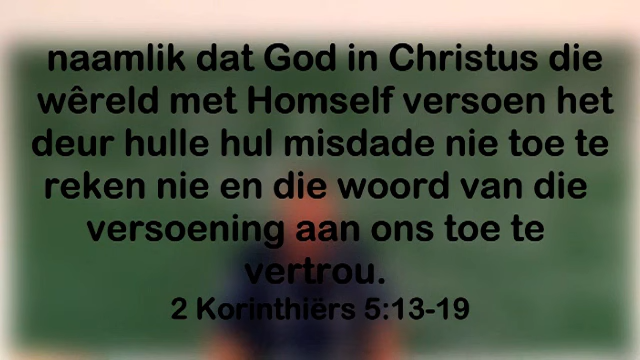 naamlik dat God in Christus die
wêreld met Homself versoen het
deur hulle hul misdade nie toe te
reken nie en die woord van die
versoening aan ons toe te
vertrou.
2 Korinthiërs 5:13-19